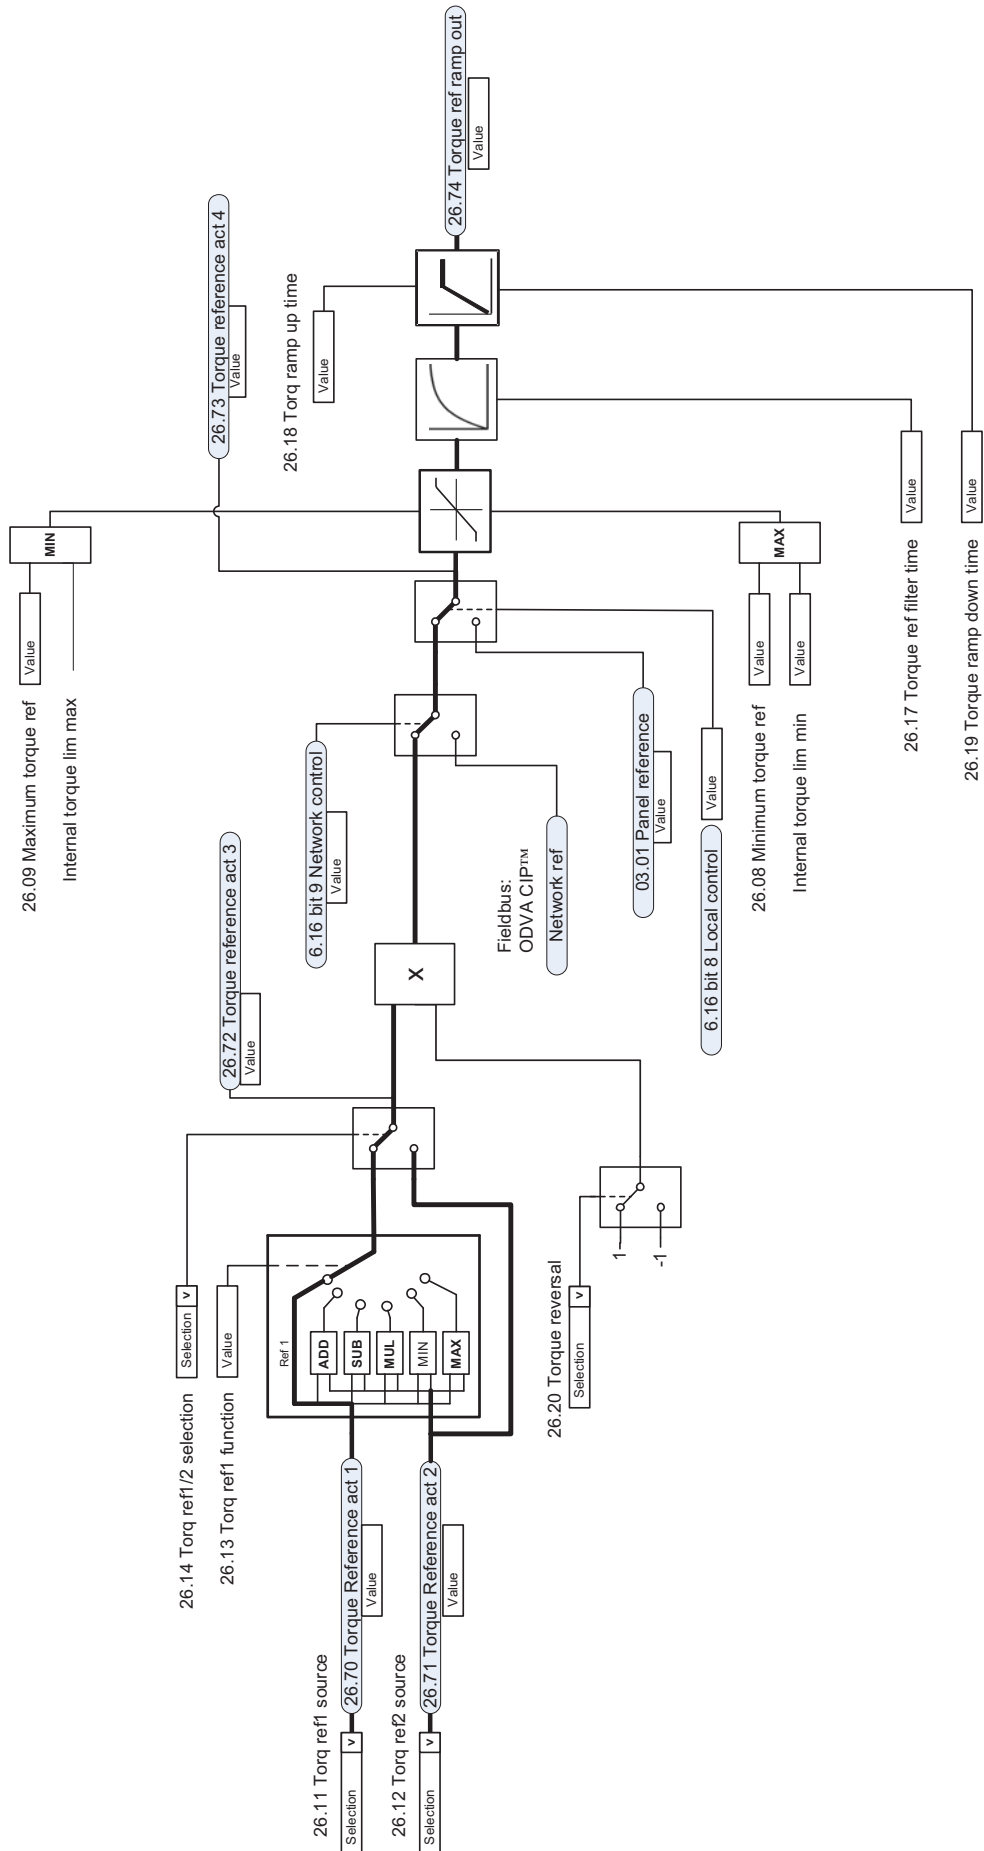 26.11 Torq ref1 source
Selection
v
26.12 Torq ref2 source
Selection
v
26.70 Torque Reference act 1
Value
26.71 Torque Reference act 2
Value
26.14 Torq ref1/2 selection
Selection
v
26.13 Torq ref1 function
Value
Ref 1
ADD
SUB
MUL
MIN
MAX
26.20 Torque reversal
Selection
v
1
-1
26.72 Torque reference act 3
Value
X
6.16 bit 9 Network control
Value
Fieldbus:
ODVA CIP™
Network ref
03.01 Panel reference
Value
6.16 bit 8 Local control
Value
26.09 Maximum torque ref
Value
Internal torque lim max
MIN
26.73 Torque reference act 4
Value
26.08 Minimum torque ref
Value
Internal torque lim min
Value
MAX
26.18 Torq ramp up time
Value
26.17 Torque ref filter time
Value
26.19 Torque ramp down time
Value
26.74 Torque ref ramp out
Value